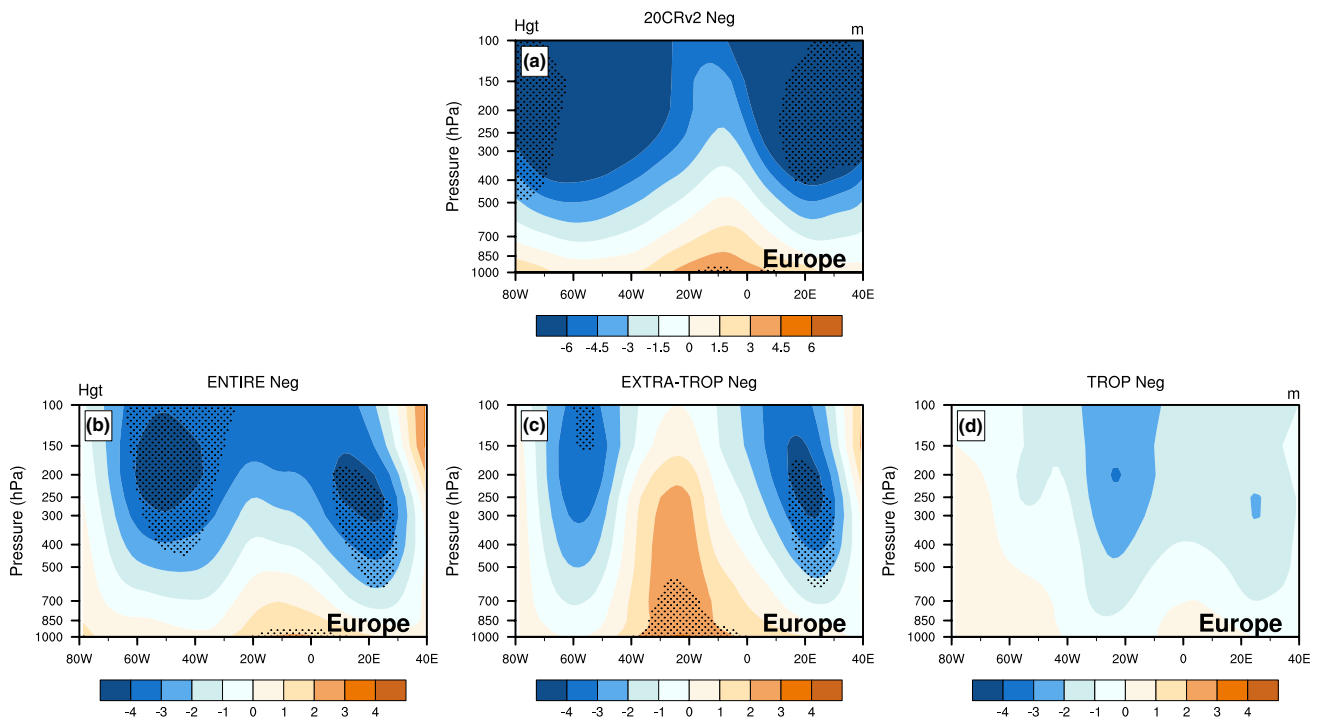 20CRv2 Neg
Hgt m
(a)
Pressure (hPa)
100
150
200
250
300
400
500
700
850
1000
Europe
80W 60W 40W 20W 0 20E 40E
-6 -4.5 -3 -1.5 0 1.5 3 4.5 6
ENTIRE Neg
Hgt
(b)
Pressure (hPa)
100
150
200
250
300
400
500
700
850
1000
Europe
80W 60W 40W 20W 0 20E 40E
-4 -3 -2 -1 0 1 2 3 4
EXTRA-TROP Neg
(c)
Pressure (hPa)
100
150
200
250
300
400
500
700
850
1000
Europe
80W 60W 40W 20W 0 20E 40E
-4 -3 -2 -1 0 1 2 3 4
TROP Neg
m
(d)
Pressure (hPa)
100
150
200
250
300
400
500
700
850
1000
Europe
80W 60W 40W 20W 0 20E 40E
-4 -3 -2 -1 0 1 2 3 4